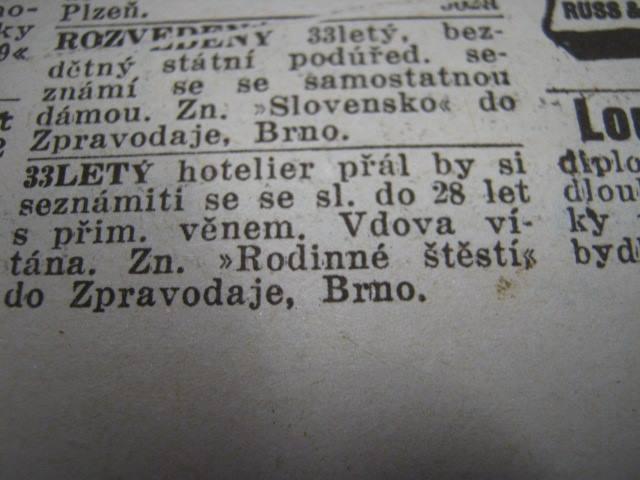 Plzeň.
ROZVEDENÝ 33letý, bez-
dětný státní podúřed. se-
známí se se samostatnou
dámou. Zn. »Slovensko« do
Zpravodaje, Brno.
33LETÝ hotelier přál by si
seznámiti se se sl. do 28 let
s přim. věnem. Vdova ví-
tána. Zn. »Rodinné štěstí«
do Zpravodaje, Brno.
RUSS &
diplo
dlou
ky
bydl